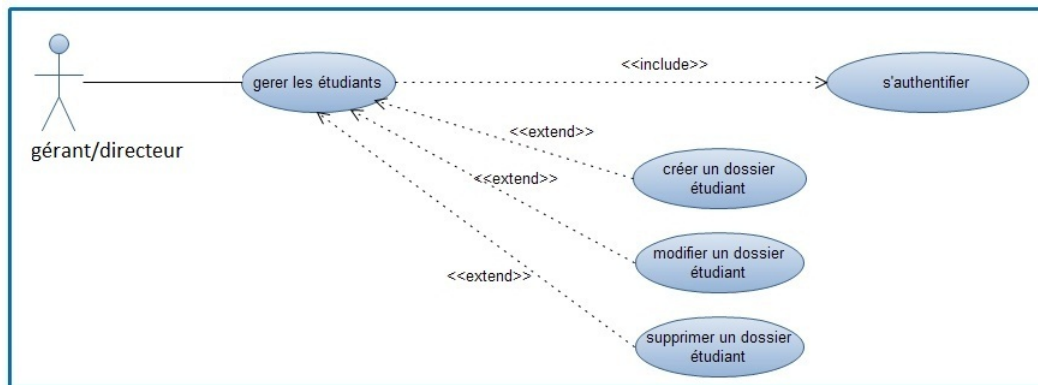 gerer les étudiants
<<include>>
s'authentifier
gérant/directeur
<<extend>>
créer un dossier
étudiant
<<extend>>
modifier un dossier
étudiant
<<extend>>
supprimer un dossier
étudiant